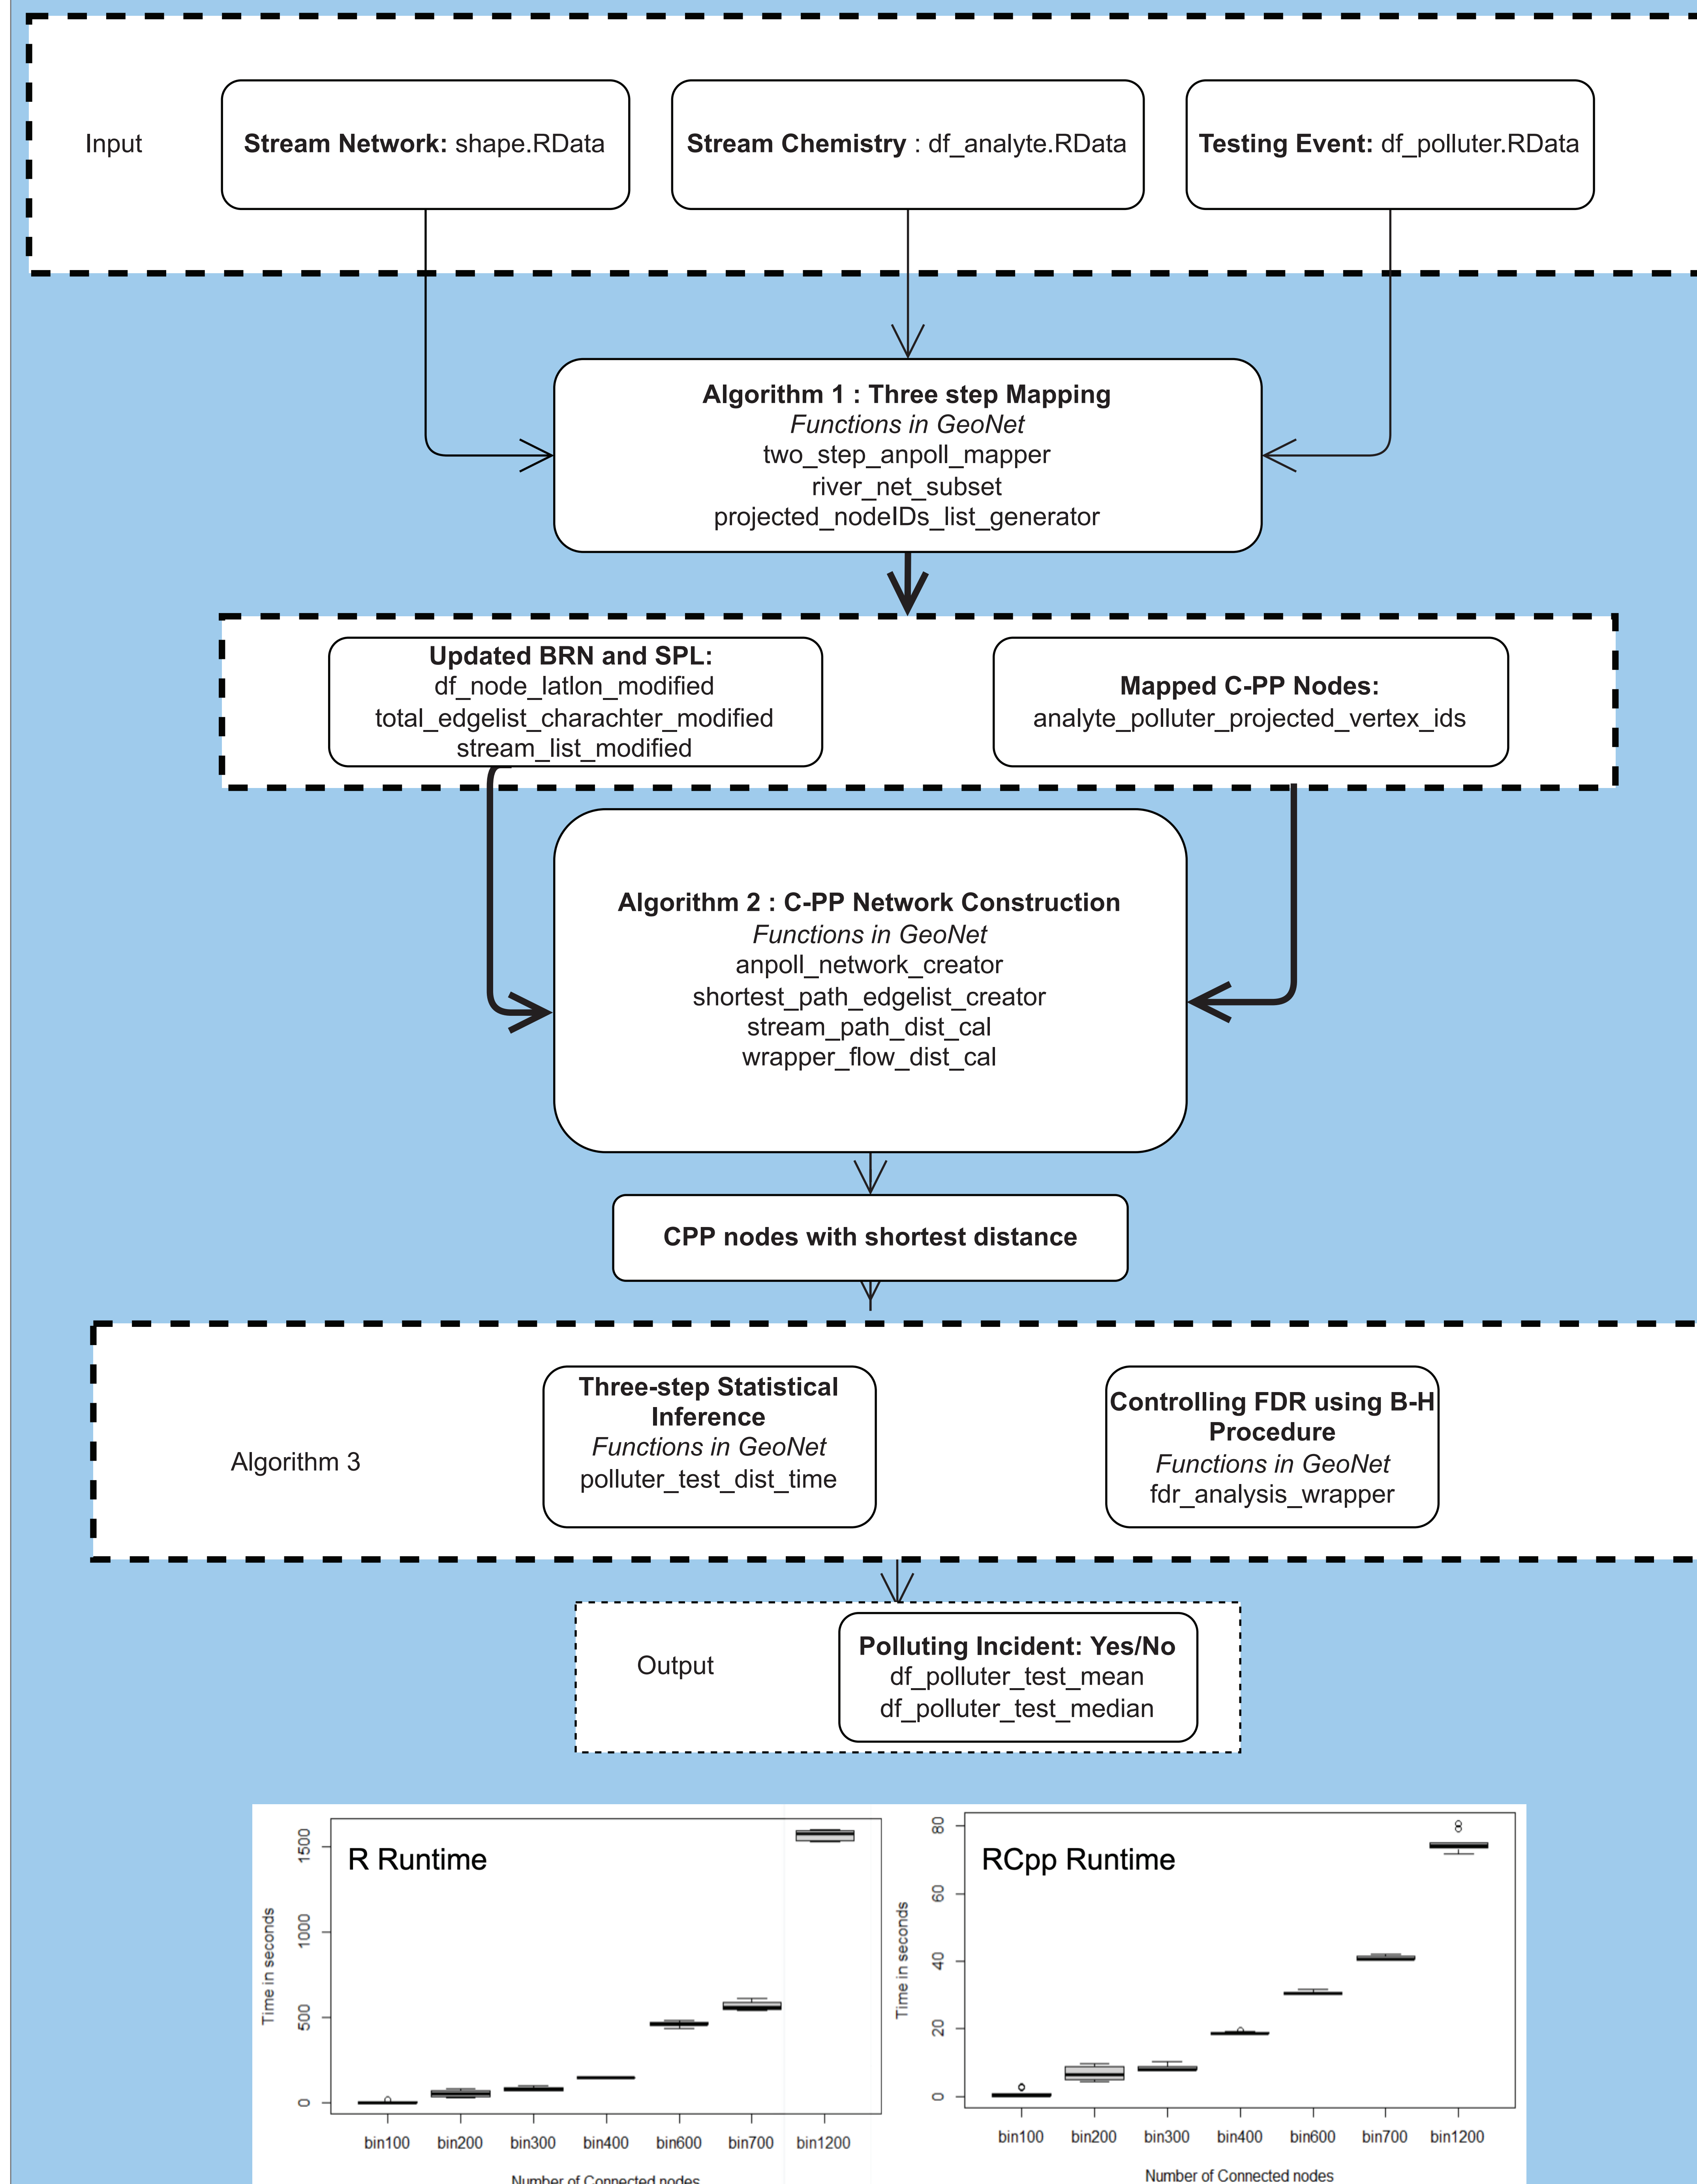 Input
Stream Network: shape.RData
Stream Chemistry : df_analyte.RData
Testing Event: df_polluter.RData
Algorithm 1 : Three step Mapping
Functions in GeoNet
two_step_anpoll_mapper
river_net_subset
projected_nodeIDs_list_generator
Updated BRN and SPL:
df_node_latlon_modified
total_edgelist_charachter_modified
stream_list_modified
Mapped C-PP Nodes:
analyte_polluter_projected_vertex_ids
Algorithm 2 : C-PP Network Construction
Functions in GeoNet
anpoll_network_creator
shortest_path_edgelist_creator
stream_path_dist_cal
wrapper_flow_dist_cal
CPP nodes with shortest distance
Algorithm 3
Three-step Statistical
Inference
Functions in GeoNet
polluter_test_dist_time
Controlling FDR using B-H
Procedure
Functions in GeoNet
fdr_analysis_wrapper
Output
Polluting Incident: Yes/No
df_polluter_test_mean
df_polluter_test_median
R Runtime
Time in seconds
1500
1000
500
0
bin100 bin200 bin300 bin400 bin600 bin700 bin1200
Number of Connected nodes
RCpp Runtime
Time in seconds
80
60
40
20
0
bin100 bin200 bin300 bin400 bin600 bin700 bin1200
Number of Connected nodes